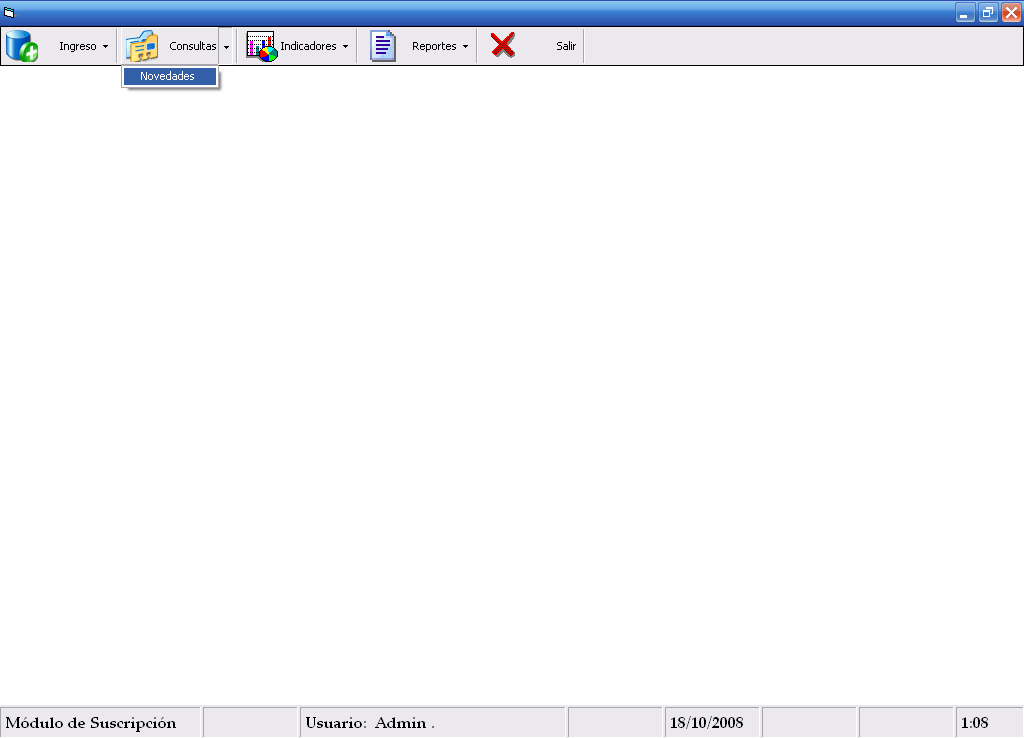 Ingreso Consultas Indicadores Reportes Salir
Novedades
Módulo de Suscripción Usuario: Admin . 18/10/2008 1:08